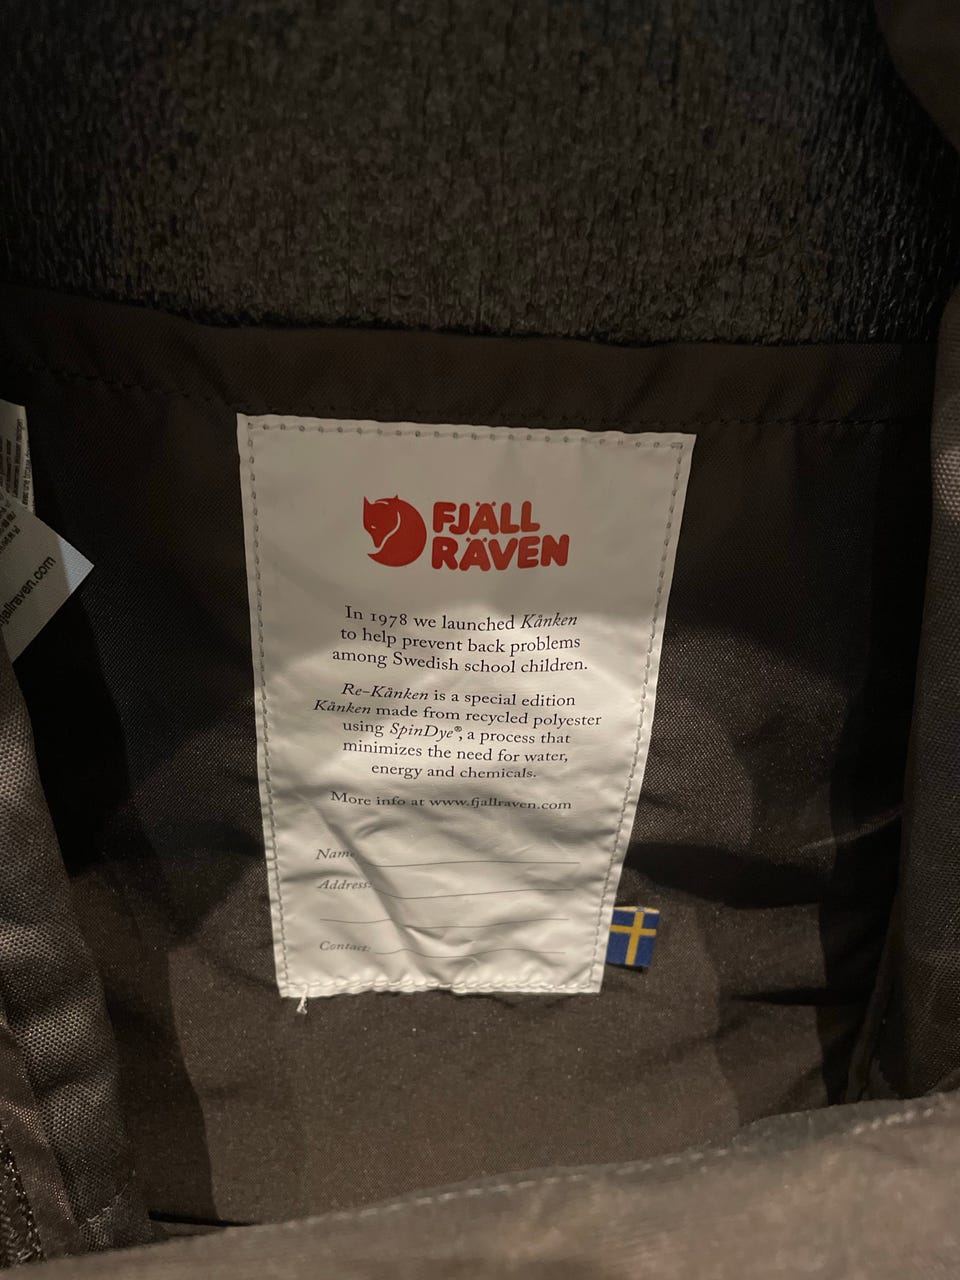 FJÄLL
RÄVEN
In 1978 we launched Kånken
to help prevent back problems
among Swedish school children.
Re-Kånken is a special edition
Kånken made from recycled polyester
using SpinDye®, a process that
minimizes the need for water,
energy and chemicals.
More info at www.fjallraven.com
Name:
Address:
Contact:
fjallraven.com